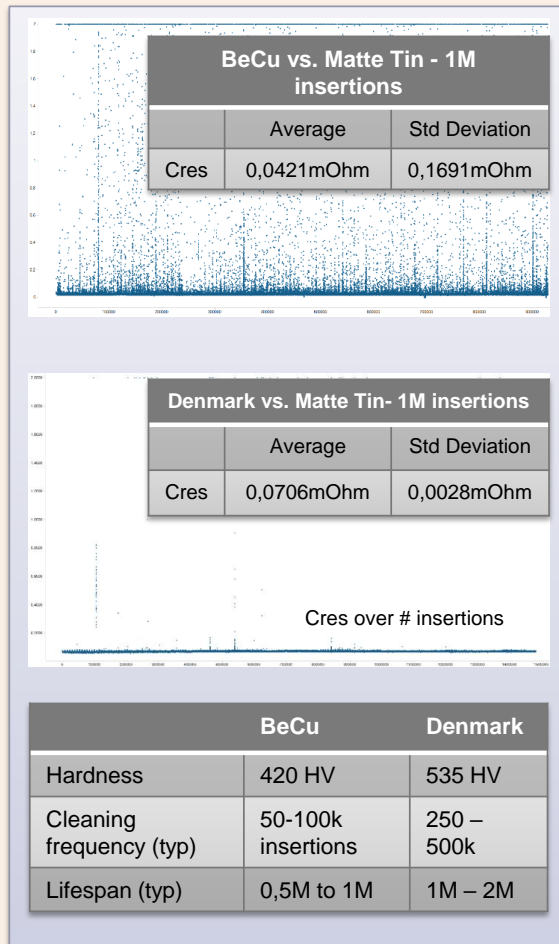 BeCu vs. Matte Tin - 1M
insertions
Average Std Deviation
Cres 0,0421mOhm 0,1691mOhm
Denmark vs. Matte Tin- 1M insertions
Average Std Deviation
Cres 0,0706mOhm 0,0028mOhm
Cres over # insertions
BeCu Denmark
Hardness 420 HV 535 HV
Cleaning 50-100k 250 –
frequency (typ) insertions 500k
Lifespan (typ) 0,5M to 1M 1M – 2M